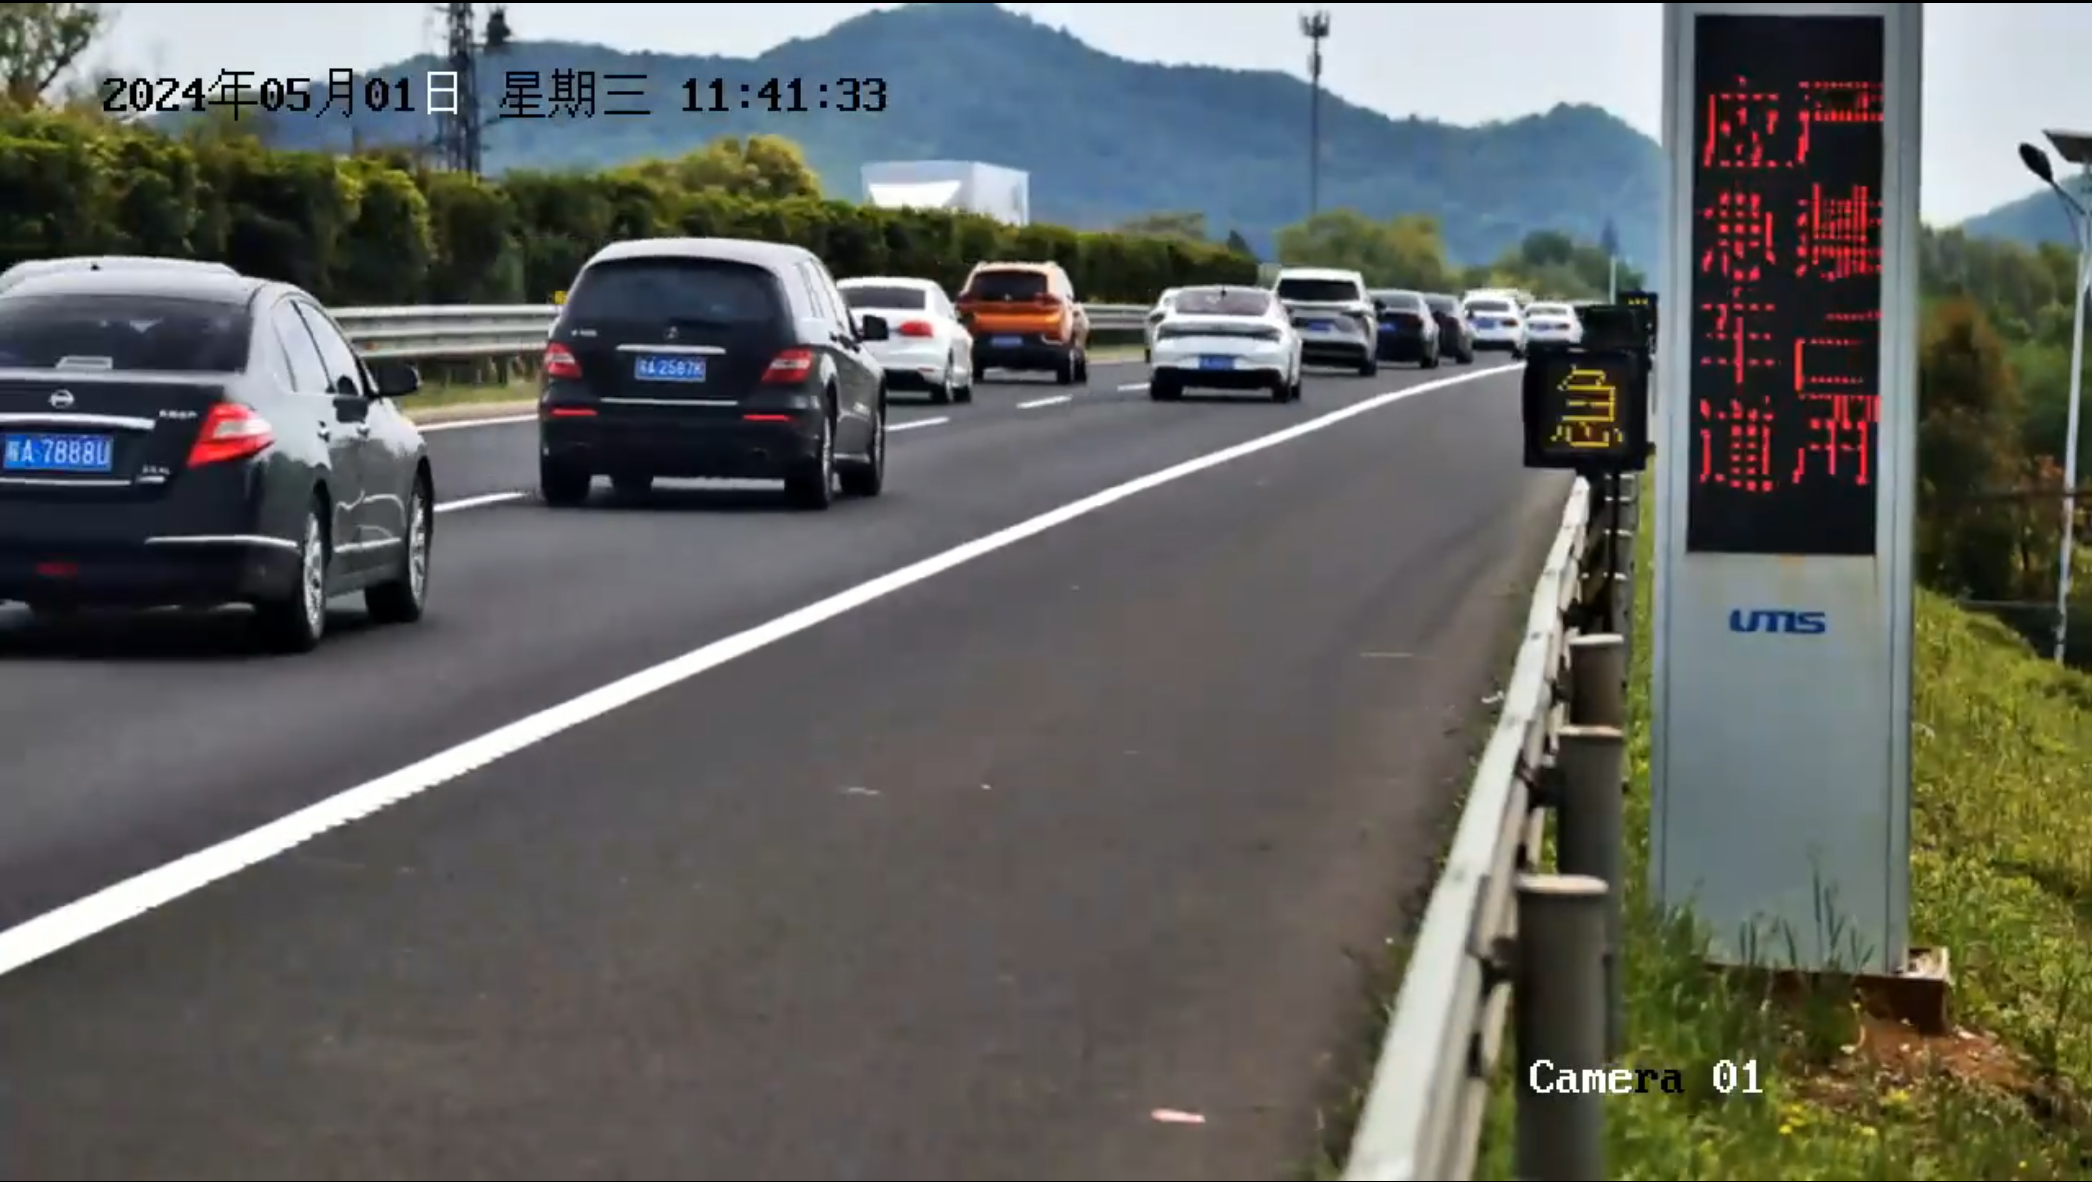 2024年05月01日 星期三 11:41:33
应急车道
严禁占用
急
A·7888U
A·2587K
Camera 01